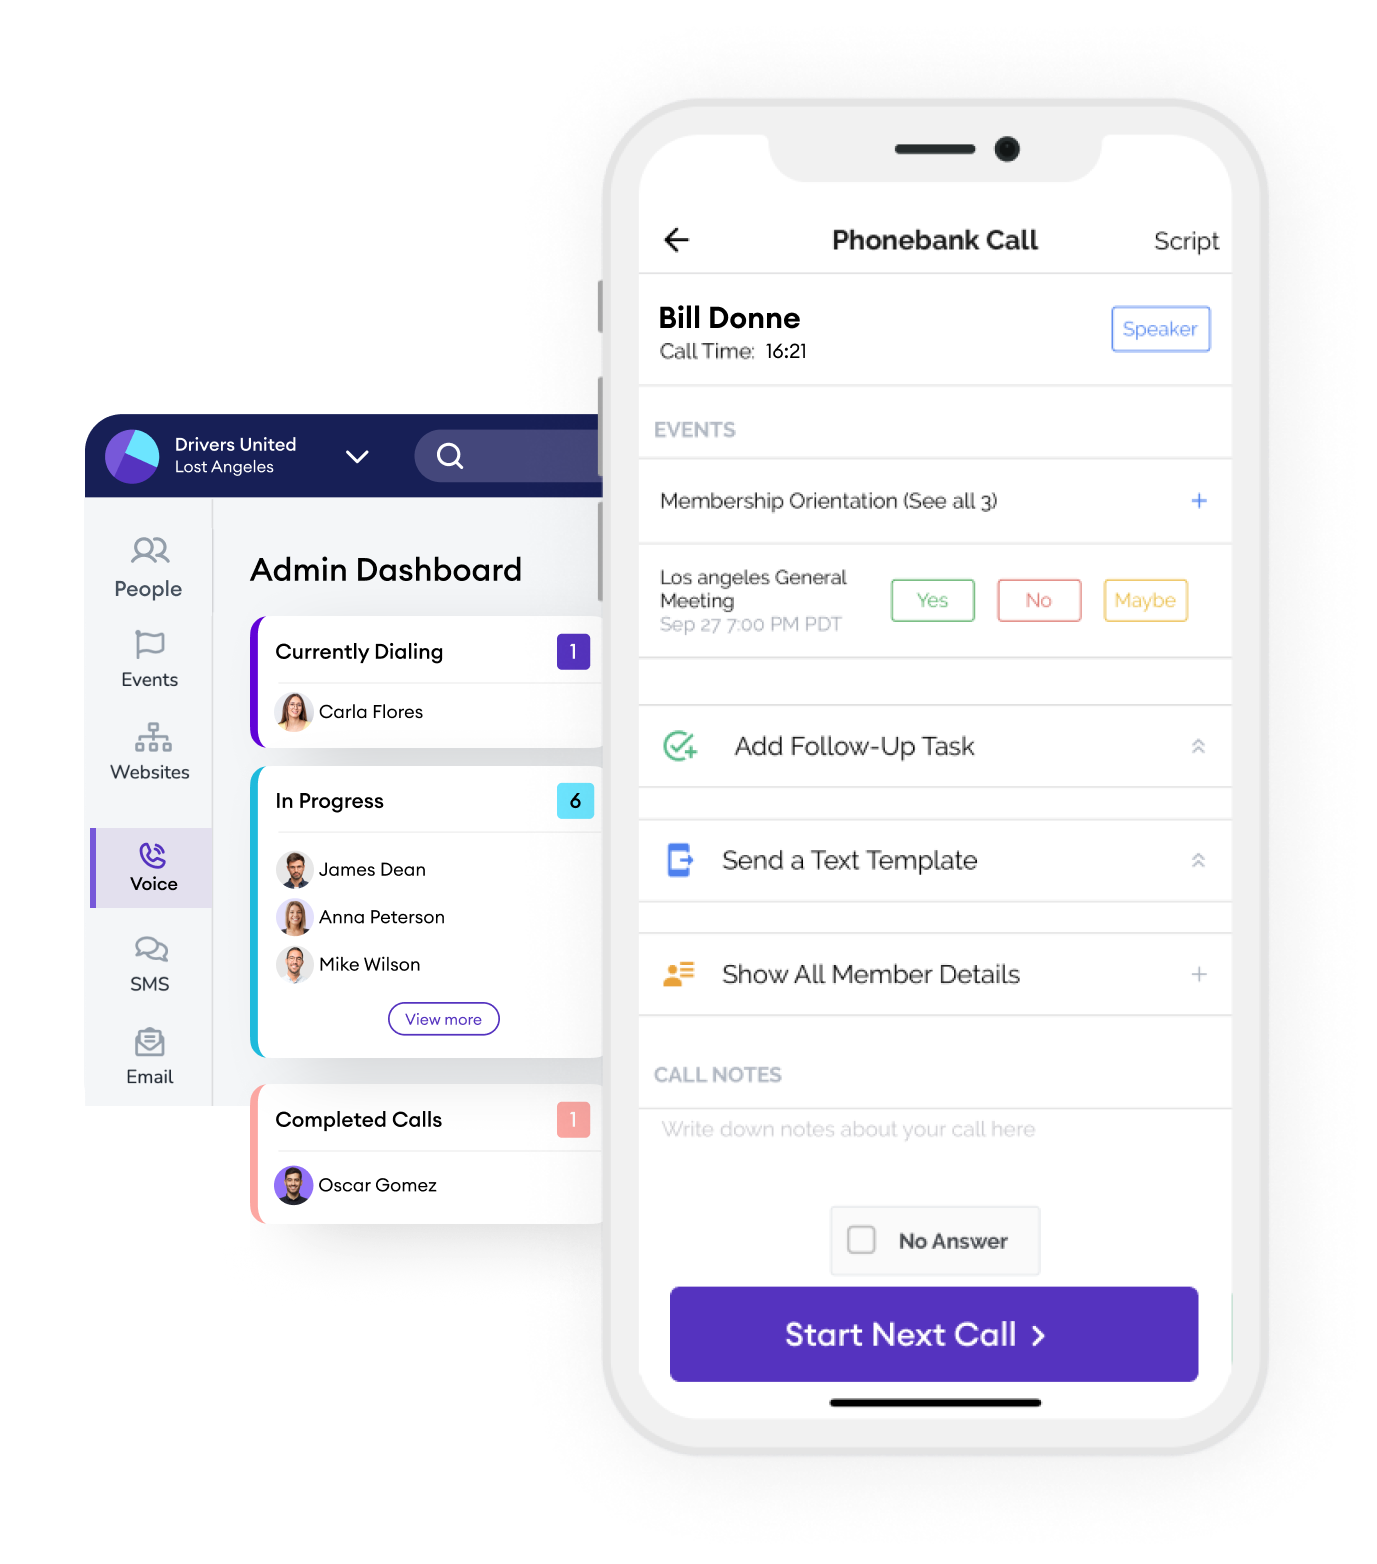 Drivers United
Lost Angeles
People
Events
Websites
Voice
SMS
Email
Admin Dashboard
Currently Dialing 1
Carla Flores
In Progress 6
James Dean
Anna Peterson
Mike Wilson
View more
Completed Calls 1
Oscar Gomez
Phonebank Call Script
Bill Donne
Call Time: 16:21
Speaker
EVENTS
Membership Orientation (See all 3) +
Los angeles General
Meeting
Sep 27 7:00 PM PDT
Yes No Maybe
Add Follow-Up Task
Send a Text Template
Show All Member Details +
CALL NOTES
Write down notes about your call here
No Answer
Start Next Call >